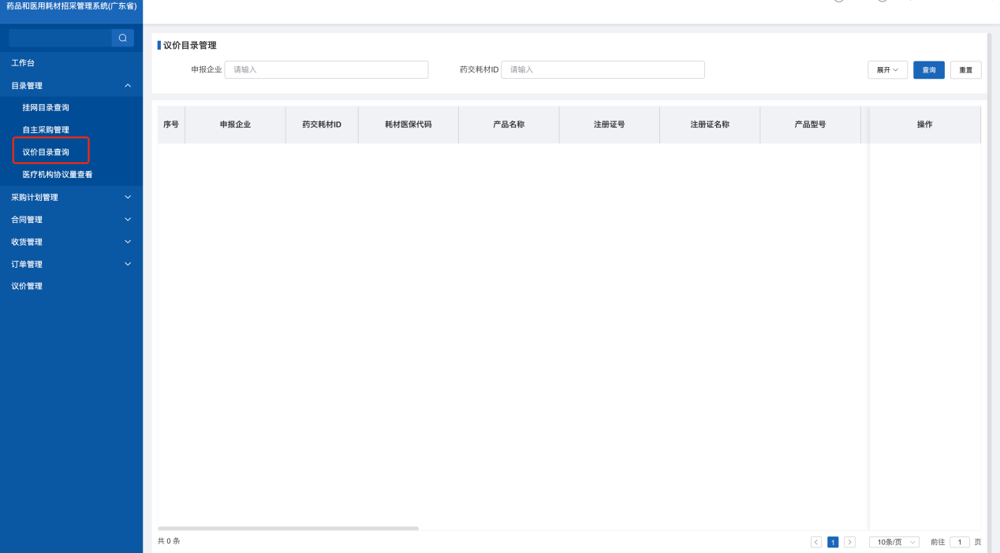 药品和医用耗材招采管理系统(广东省)
工作台
目录管理
挂网目录查询
自主采购管理
议价目录查询
医疗机构协议量查看
采购计划管理
合同管理
收货管理
订单管理
议价管理
议价目录管理
申报企业 请输入 药交耗材ID 请输入 展开 查询 重置
序号 申报企业 药交耗材ID 耗材医保代码 产品名称 注册证号 注册证名称 产品型号 操作
共 0 条 1 10条/页 前往 1 页